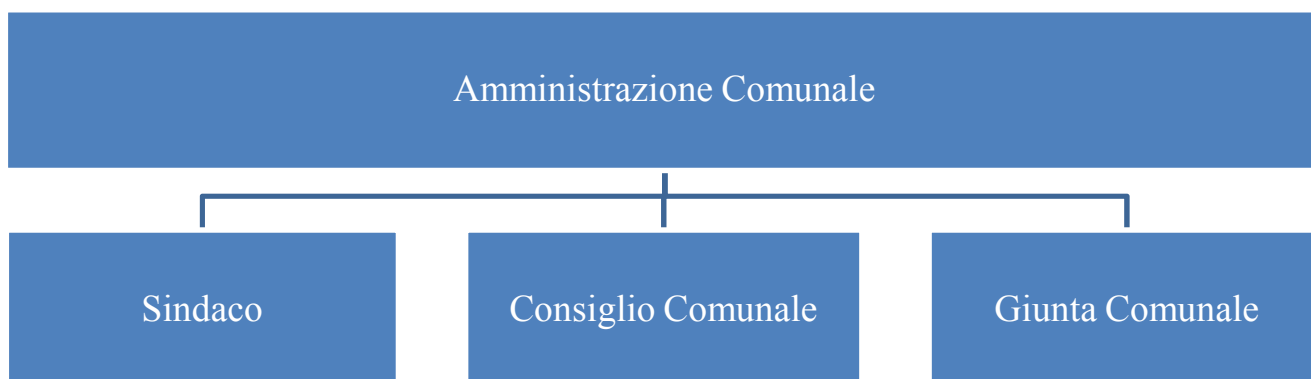 Amministrazione Comunale
Sindaco
Consiglio Comunale
Giunta Comunale